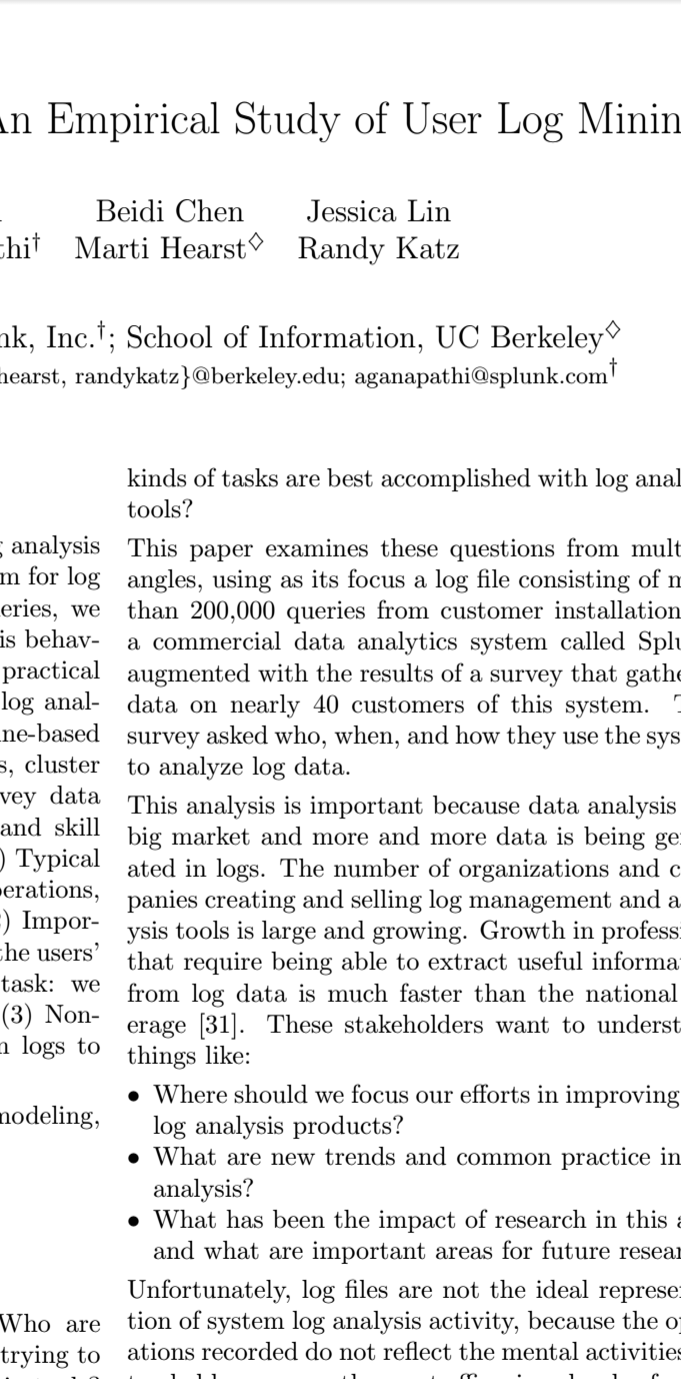 An Empirical Study of User Log Minin
Beidi Chen Jessica Lin
thi† Marti Hearst◇ Randy Katz
nk, Inc.†; School of Information, UC Berkeley◇
hearst, randykatz}@berkeley.edu; aganapathi@splunk.com†
analysis
m for log
eries, we
is behav-
practical
log anal-
ine-based
s, cluster
vey data
and skill
) Typical
perations,
) Impor-
the users'
task: we
(3) Non-
n logs to
modeling,
Who are
trying to
kinds of tasks are best accomplished with log anal
tools?
This paper examines these questions from mult
angles, using as its focus a log file consisting of m
than 200,000 queries from customer installation
a commercial data analytics system called Splu
augmented with the results of a survey that gathe
data on nearly 40 customers of this system. T
survey asked who, when, and how they use the sys
to analyze log data.
This analysis is important because data analysis
big market and more and more data is being ge
ated in logs. The number of organizations and c
panies creating and selling log management and a
ysis tools is large and growing. Growth in professi
that require being able to extract useful informa
from log data is much faster than the national
erage [31]. These stakeholders want to underst
things like:
• Where should we focus our efforts in improving
log analysis products?
• What are new trends and common practice in
analysis?
• What has been the impact of research in this a
and what are important areas for future resear
Unfortunately, log files are not the ideal represe
tion of system log analysis activity, because the op
ations recorded do not reflect the mental activities